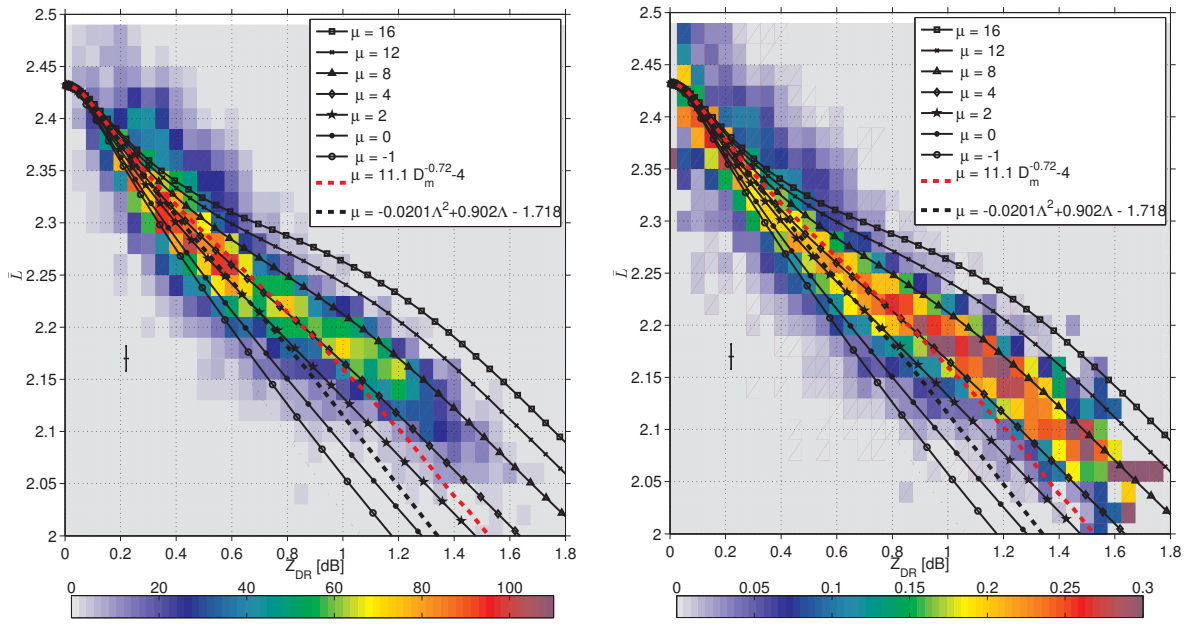 2.5
2.45
2.4
2.35
2.3
2.25
2.2
2.15
2.1
2.05
2
L̄
0 0.2 0.4 0.6 0.8 1 1.2 1.4 1.6 1.8
Z_DR [dB]
μ = 16
μ = 12
μ = 8
μ = 4
μ = 2
μ = 0
μ = -1
μ = 11.1 D_m^-0.72-4
μ = -0.0201Λ²+0.902Λ - 1.718
0 20 40 60 80 100
2.5
2.45
2.4
2.35
2.3
2.25
2.2
2.15
2.1
2.05
2
L̄
0 0.2 0.4 0.6 0.8 1 1.2 1.4 1.6 1.8
Z_DR [dB]
μ = 16
μ = 12
μ = 8
μ = 4
μ = 2
μ = 0
μ = -1
μ = 11.1 D_m^-0.72-4
μ = -0.0201Λ²+0.902Λ - 1.718
0 0.05 0.1 0.15 0.2 0.25 0.3